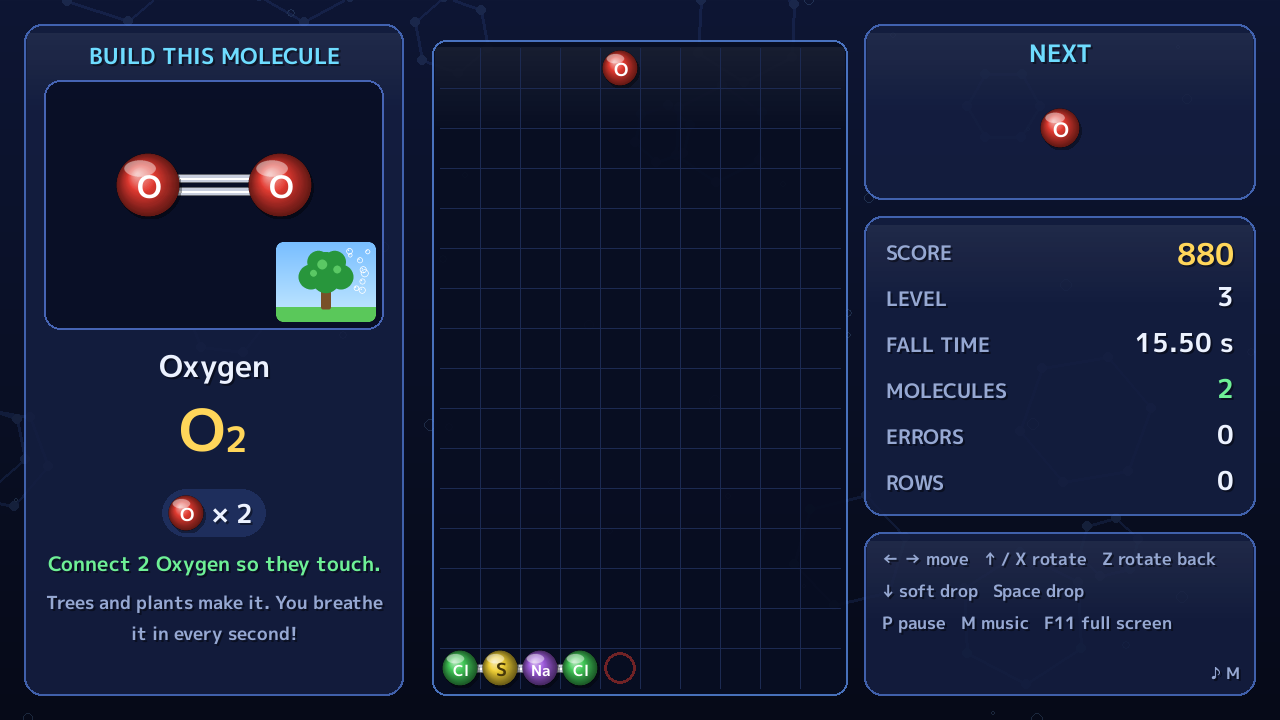 BUILD THIS MOLECULE
O O
Oxygen
O2
O × 2
Connect 2 Oxygen so they touch.
Trees and plants make it. You breathe
it in every second!
O
Cl S Na Cl
NEXT
O
SCORE 880
LEVEL 3
FALL TIME 15.50 s
MOLECULES 2
ERRORS 0
ROWS 0
← → move ↑ / X rotate Z rotate back
↓ soft drop Space drop
P pause M music F11 full screen
♪ M